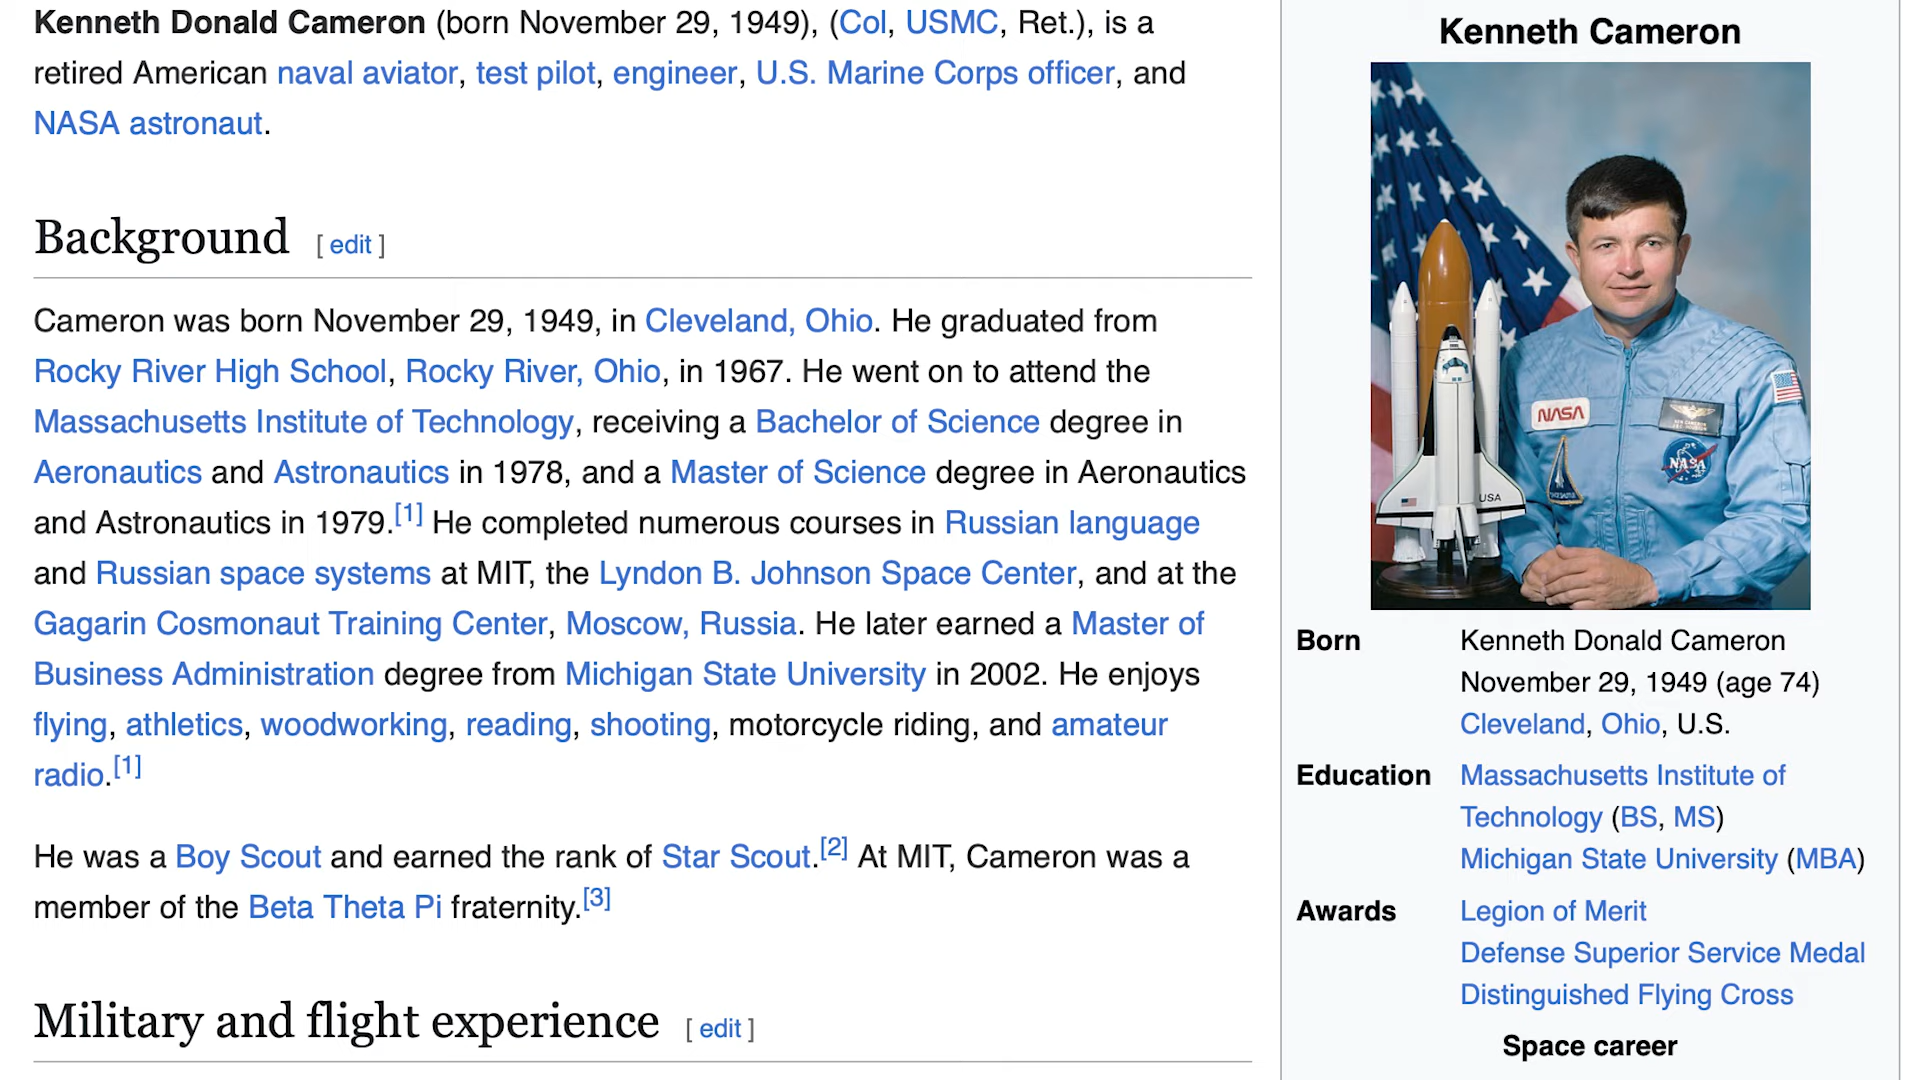 Kenneth Donald Cameron (born November 29, 1949), (Col, USMC, Ret.), is a
retired American naval aviator, test pilot, engineer, U.S. Marine Corps officer, and
NASA astronaut.
Background [ edit ]
Cameron was born November 29, 1949, in Cleveland, Ohio. He graduated from
Rocky River High School, Rocky River, Ohio, in 1967. He went on to attend the
Massachusetts Institute of Technology, receiving a Bachelor of Science degree in
Aeronautics and Astronautics in 1978, and a Master of Science degree in Aeronautics
and Astronautics in 1979.[1] He completed numerous courses in Russian language
and Russian space systems at MIT, the Lyndon B. Johnson Space Center, and at the
Gagarin Cosmonaut Training Center, Moscow, Russia. He later earned a Master of
Business Administration degree from Michigan State University in 2002. He enjoys
flying, athletics, woodworking, reading, shooting, motorcycle riding, and amateur
radio.[1]
He was a Boy Scout and earned the rank of Star Scout.[2] At MIT, Cameron was a
member of the Beta Theta Pi fraternity.[3]
Military and flight experience [ edit ]
Kenneth Cameron
NASA
NASA
USA
Born Kenneth Donald Cameron
November 29, 1949 (age 74)
Cleveland, Ohio, U.S.
Education Massachusetts Institute of
Technology (BS, MS)
Michigan State University (MBA)
Awards Legion of Merit
Defense Superior Service Medal
Distinguished Flying Cross
Space career